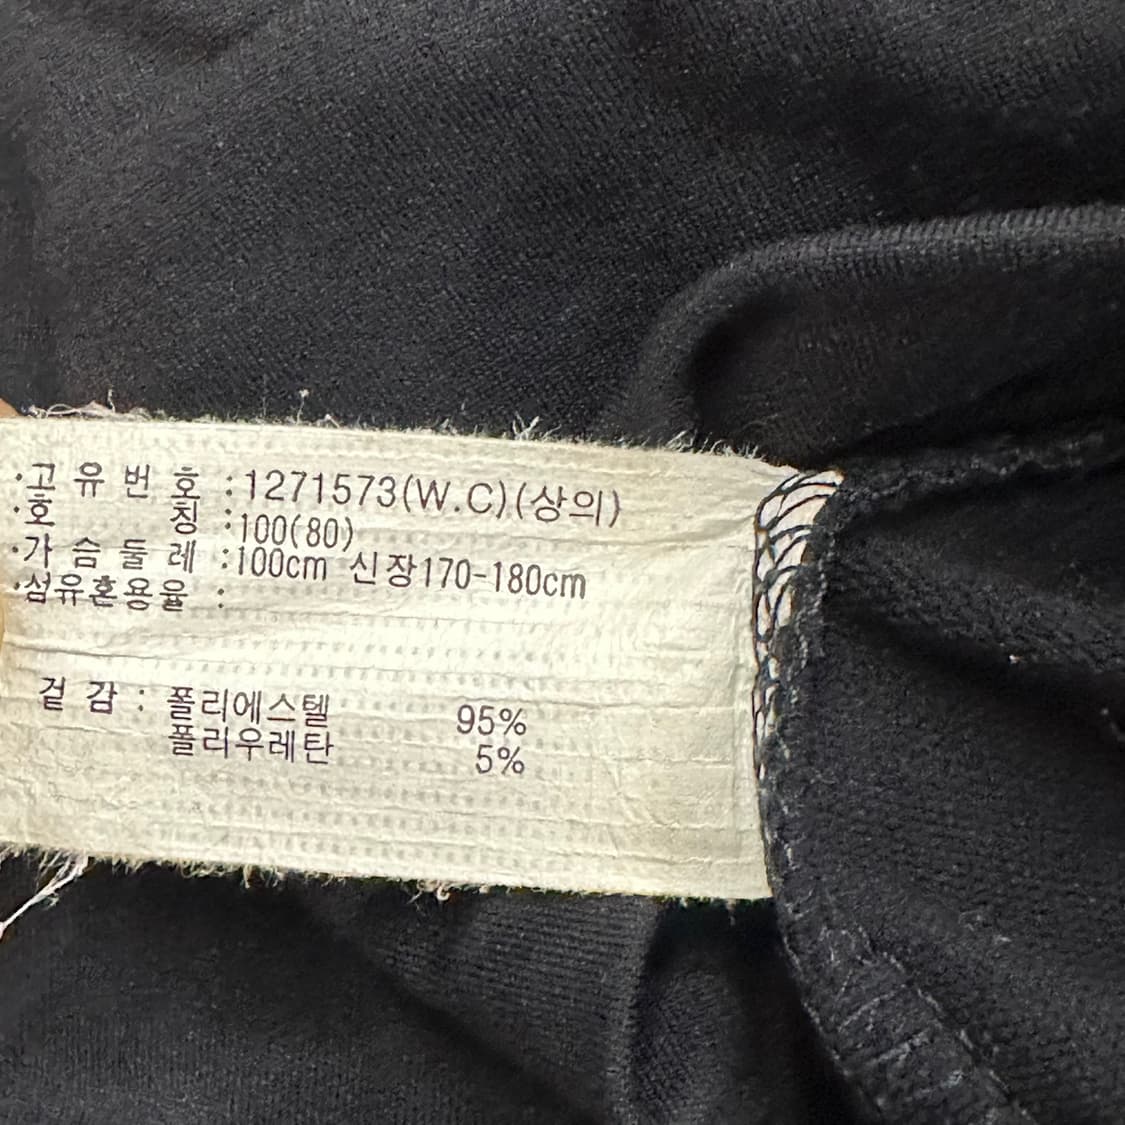 ·고 유 번 호 :1271573(W.C)(상의)
·호 칭 :100(80)
·가 슴 둘 레 :100cm 신장170-180cm
·섬유혼용율 :
겉 감 : 폴리에스텔 95%
폴리우레탄 5%